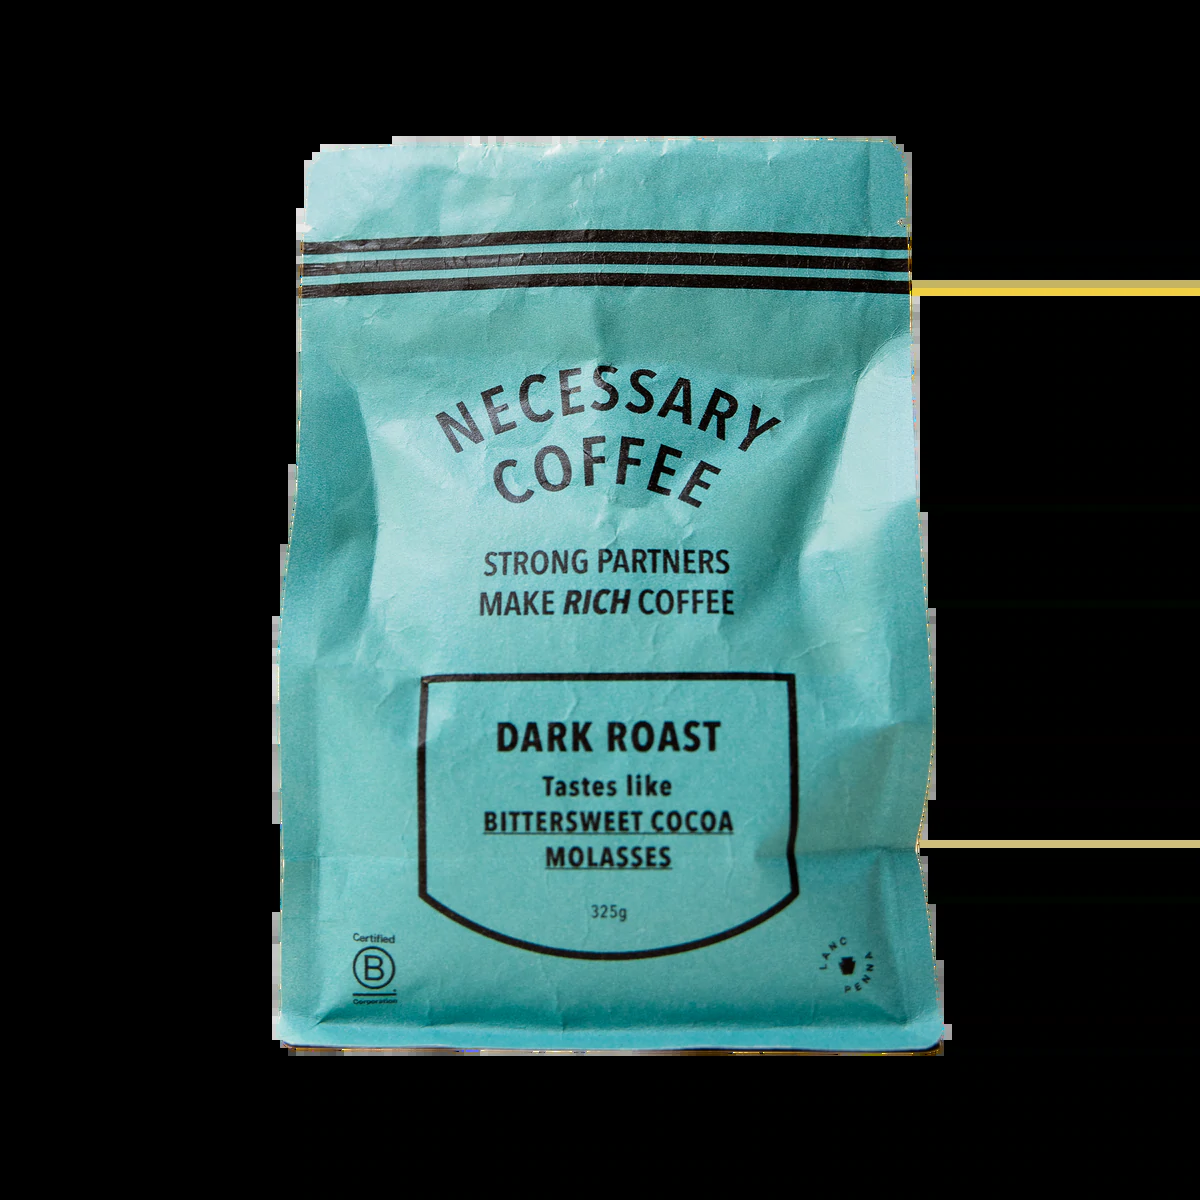 NECESSARY
COFFEE
STRONG PARTNERS
MAKE RICH COFFEE
DARK ROAST
Tastes like
BITTERSWEET COCOA
MOLASSES
325g
Certified
B
Corporation
LANC
PENNA